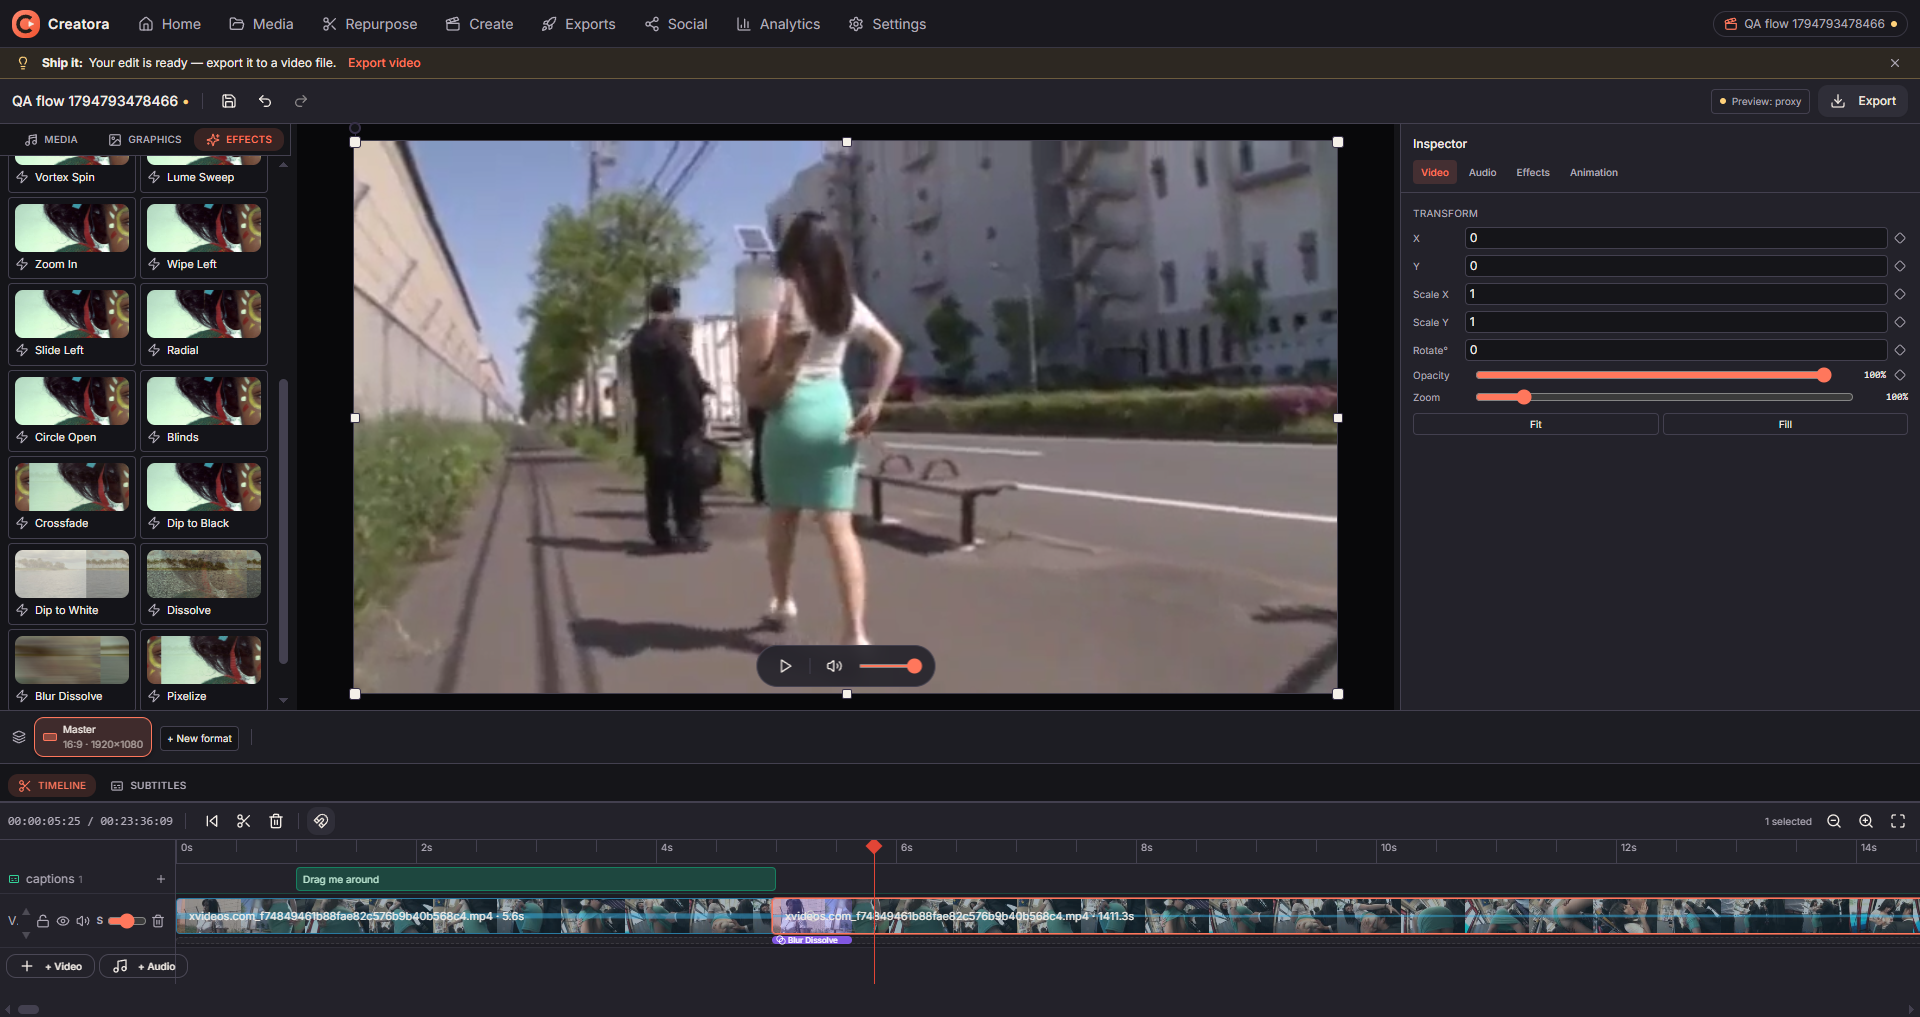 Creatora
Home
Media
Repurpose
Create
Exports
Social
Analytics
Settings
QA flow 1794793478466
Ship it: Your edit is ready — export it to a video file. Export video
QA flow 1794793478466
Preview: proxy
Export
MEDIA
GRAPHICS
EFFECTS
Vortex Spin
Lume Sweep
Zoom In
Wipe Left
Slide Left
Radial
Circle Open
Blinds
Crossfade
Dip to Black
Dip to White
Dissolve
Blur Dissolve
Pixelize
Inspector
Video
Audio
Effects
Animation
TRANSFORM
X 0
Y 0
Scale X 1
Scale Y 1
Rotate° 0
Opacity 100%
Zoom 100%
Fit
Fill
Master
16:9 · 1920×1080
+ New format
TIMELINE
SUBTITLES
00:00:05:25 / 00:23:36:09
1 selected
0s
2s
4s
6s
8s
10s
12s
14s
captions 1
Drag me around
V.
S
xvideos.com_f74849461b88fae82c576b9b40b568c4.mp4 · 5.6s
xvideos.com_f74849461b88fae82c576b9b40b568c4.mp4 · 1411.3s
Blur Dissolve
+ Video
+ Audio